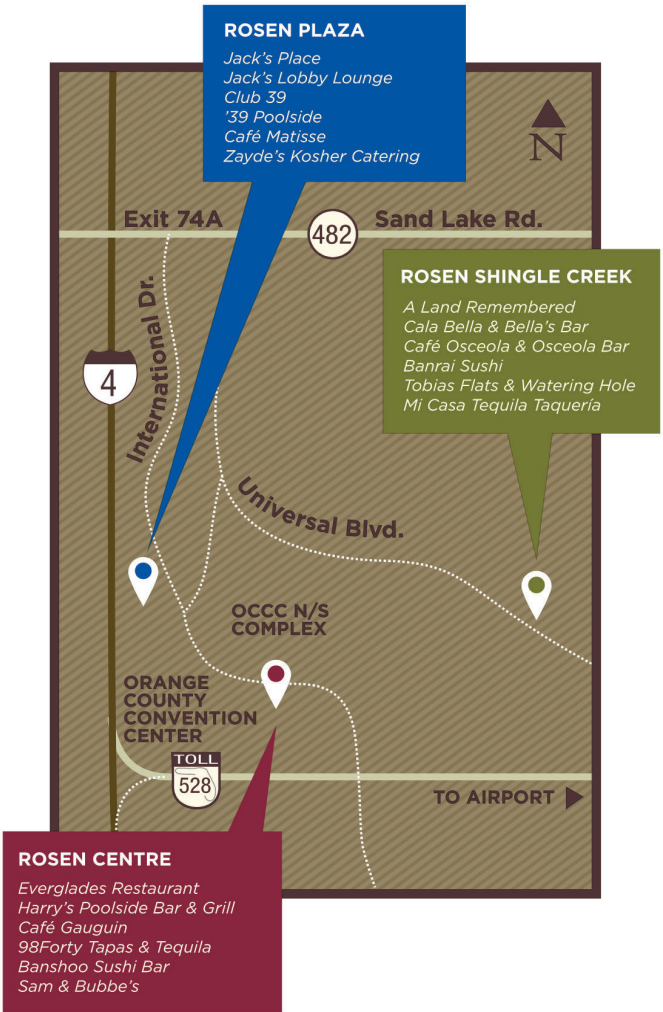 ROSEN PLAZA
Jack's Place
Jack's Lobby Lounge
Club 39
'39 Poolside
Café Matisse
Zayde's Kosher Catering
N
Exit 74A
482
Sand Lake Rd.
ROSEN SHINGLE CREEK
A Land Remembered
Cala Bella & Bella's Bar
Café Osceola & Osceola Bar
Banrai Sushi
Tobias Flats & Watering Hole
Mi Casa Tequila Taquería
International Dr.
4
Universal Blvd.
OCCC N/S
COMPLEX
ORANGE
COUNTY
CONVENTION
CENTER
TOLL
528
TO AIRPORT
ROSEN CENTRE
Everglades Restaurant
Harry's Poolside Bar & Grill
Café Gauguin
98Forty Tapas & Tequila
Banshoo Sushi Bar
Sam & Bubbe's